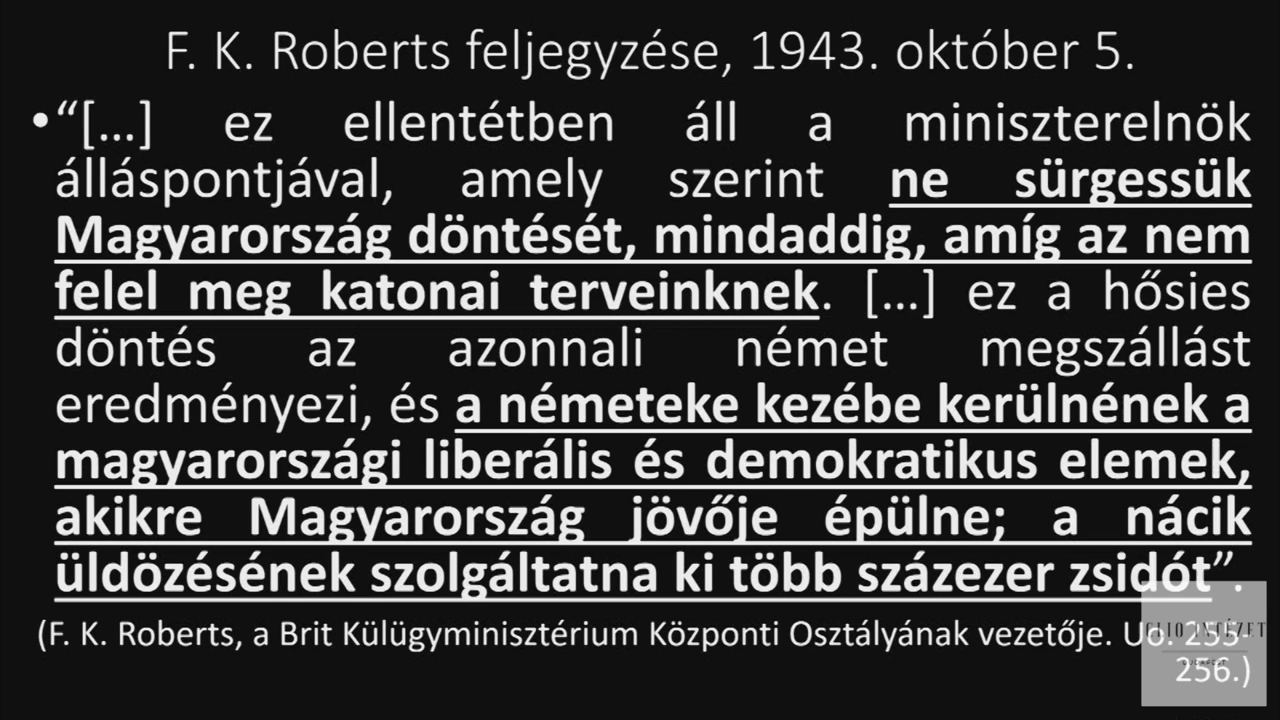 F. K. Roberts feljegyzése, 1943. október 5.
•“[…] ez ellentétben áll a miniszterelnök
álláspontjával, amely szerint ne sürgessük
Magyarország döntését, mindaddig, amíg az nem
felel meg katonai terveinknek. […] ez a hősies
döntés az azonnali német megszállást
eredményezi, és a németeke kezébe kerülnének a
magyarországi liberális és demokratikus elemek,
akikre Magyarország jövője épülne; a nácik
üldözésének szolgáltatna ki több százezer zsidót”.
(F. K. Roberts, a Brit Külügyminisztérium Központi Osztályának vezetője. Uo. 255-
256.)
CLIO INTÉZET
BUDAPEST